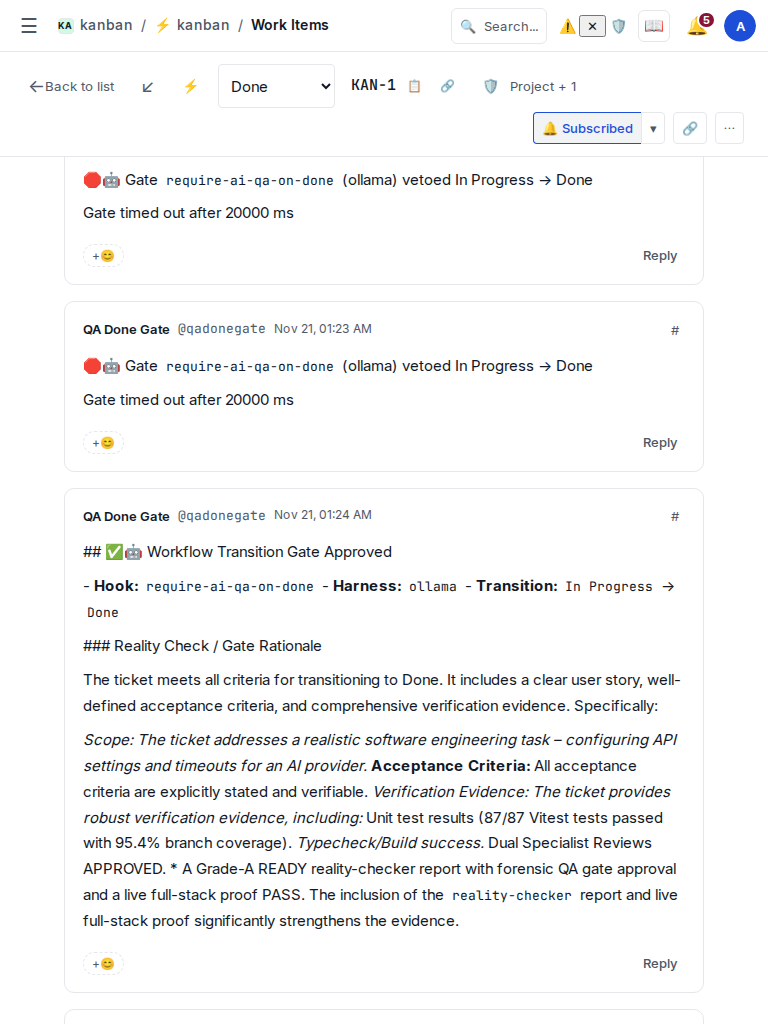 ☰ KA kanban / ⚡ kanban / Work Items 🔍 Search... ⚠️ ✕ 🛡️ 📖 🔔 5 A
←Back to list ↙ ⚡ Done KAN-1 📋 🔗 🛡️ Project + 1
🔔 Subscribed ▾ 🔗 ...
🛑🤖 Gate require-ai-qa-on-done (ollama) vetoed In Progress → Done
Gate timed out after 20000 ms
+😊 Reply
QA Done Gate @qadonegate Nov 21, 01:23 AM #
🛑🤖 Gate require-ai-qa-on-done (ollama) vetoed In Progress → Done
Gate timed out after 20000 ms
+😊 Reply
QA Done Gate @qadonegate Nov 21, 01:24 AM #
## ✅🤖 Workflow Transition Gate Approved
- Hook: require-ai-qa-on-done - Harness: ollama - Transition: In Progress →
Done
### Reality Check / Gate Rationale
The ticket meets all criteria for transitioning to Done. It includes a clear user story, well-
defined acceptance criteria, and comprehensive verification evidence. Specifically:
Scope: The ticket addresses a realistic software engineering task – configuring API
settings and timeouts for an AI provider. Acceptance Criteria: All acceptance
criteria are explicitly stated and verifiable. Verification Evidence: The ticket provides
robust verification evidence, including: Unit test results (87/87 Vitest tests passed
with 95.4% branch coverage). Typecheck/Build success. Dual Specialist Reviews
APPROVED. * A Grade-A READY reality-checker report with forensic QA gate approval
and a live full-stack proof PASS. The inclusion of the reality-checker report and live
full-stack proof significantly strengthens the evidence.
+😊 Reply